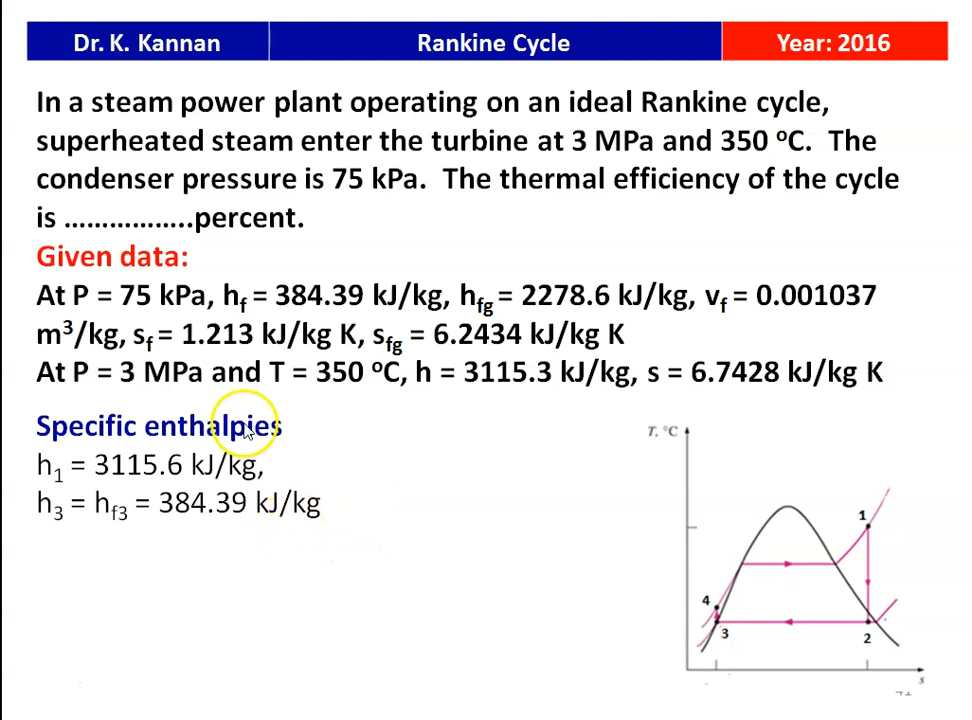 Dr. K. Kannan
Rankine Cycle
Year: 2016
In a steam power plant operating on an ideal Rankine cycle,
superheated steam enter the turbine at 3 MPa and 350 ºC. The
condenser pressure is 75 kPa. The thermal efficiency of the cycle
is ……………..percent.
Given data:
At P = 75 kPa, hf = 384.39 kJ/kg, hfg = 2278.6 kJ/kg, vf = 0.001037
m³/kg, sf = 1.213 kJ/kg K, sfg = 6.2434 kJ/kg K
At P = 3 MPa and T = 350 ºC, h = 3115.3 kJ/kg, s = 6.7428 kJ/kg K
Specific enthalpies
h1 = 3115.6 kJ/kg,
h3 = hf3 = 384.39 kJ/kg
T, °C
1
4
3
2
s